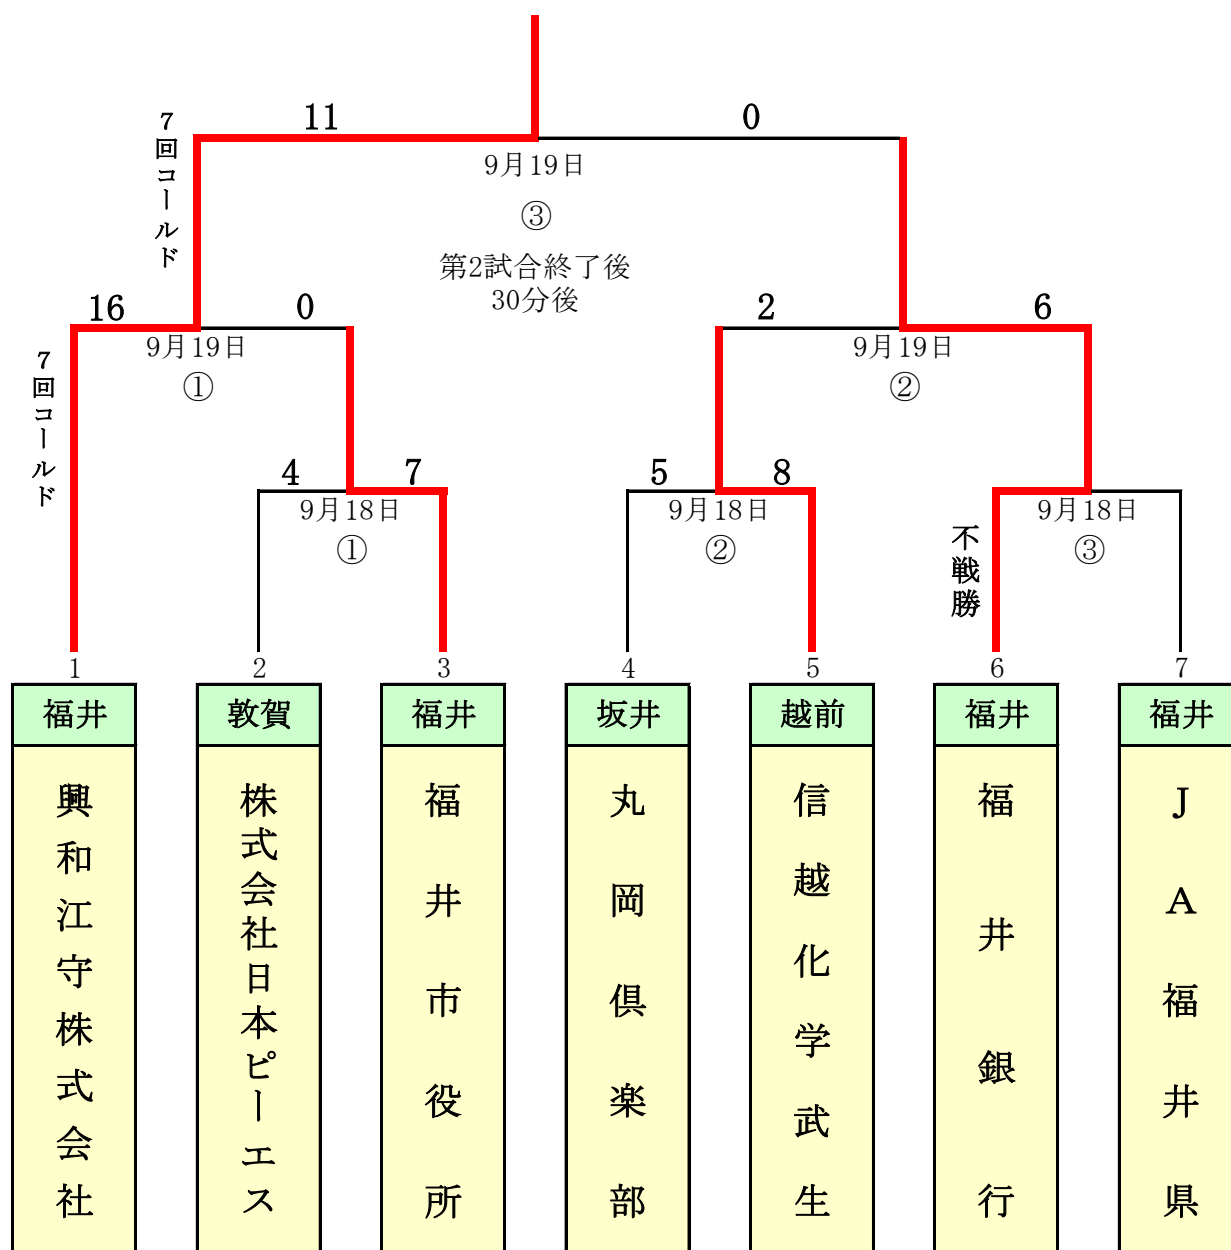 11
0
7回コールド
9月19日
③
第2試合終了後
30分後
16
0
2
6
7回コールド
9月19日
①
9月19日
②
4
7
5
8
9月18日
①
9月18日
②
不戦勝
9月18日
③
1
2
3
4
5
6
7
福井
敦賀
福井
坂井
越前
福井
福井
興和江守株式会社
株式会社日本ピーエス
福井市役所
丸岡倶楽部
信越化学武生
福井銀行
JA福井県